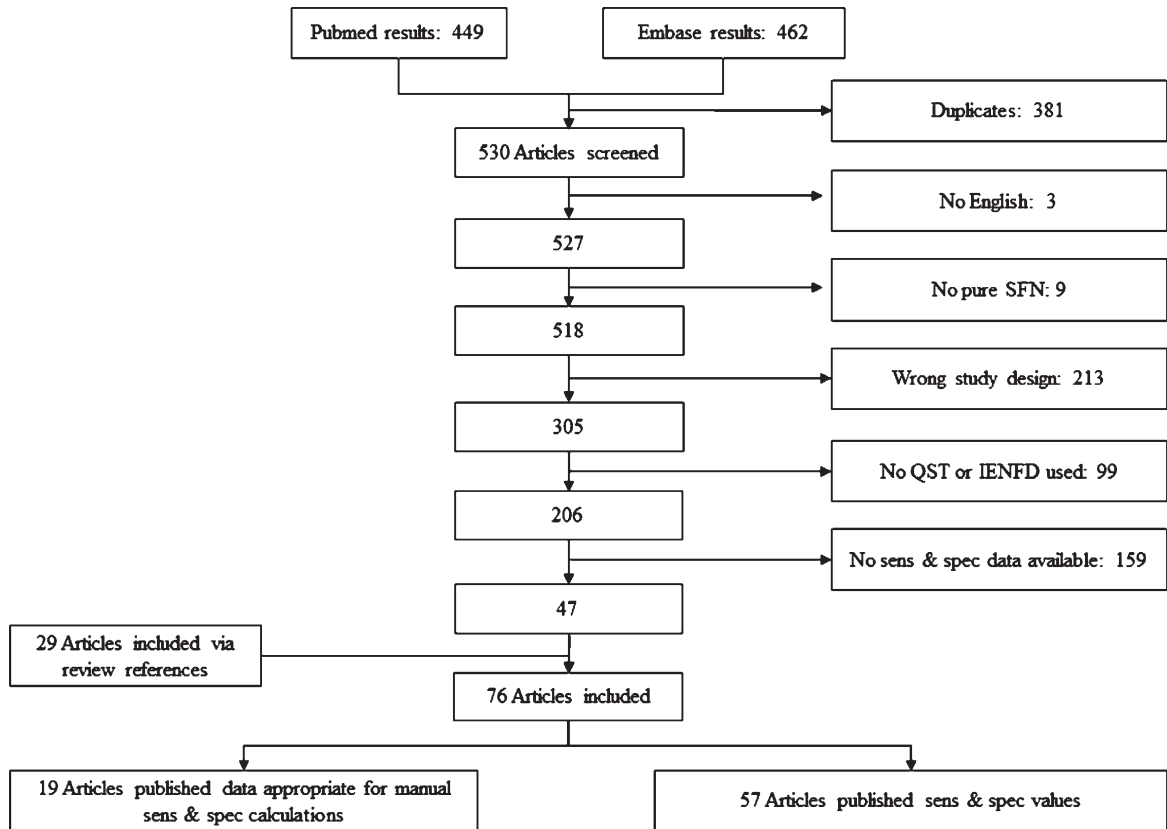 Pubmed results: 449
Embase results: 462
Duplicates: 381
530 Articles screened
No English: 3
527
No pure SFN: 9
518
Wrong study design: 213
305
No QST or IENFD used: 99
206
No sens & spec data available: 159
47
29 Articles included via
review references
76 Articles included
19 Articles published data appropriate for manual
sens & spec calculations
57 Articles published sens & spec values